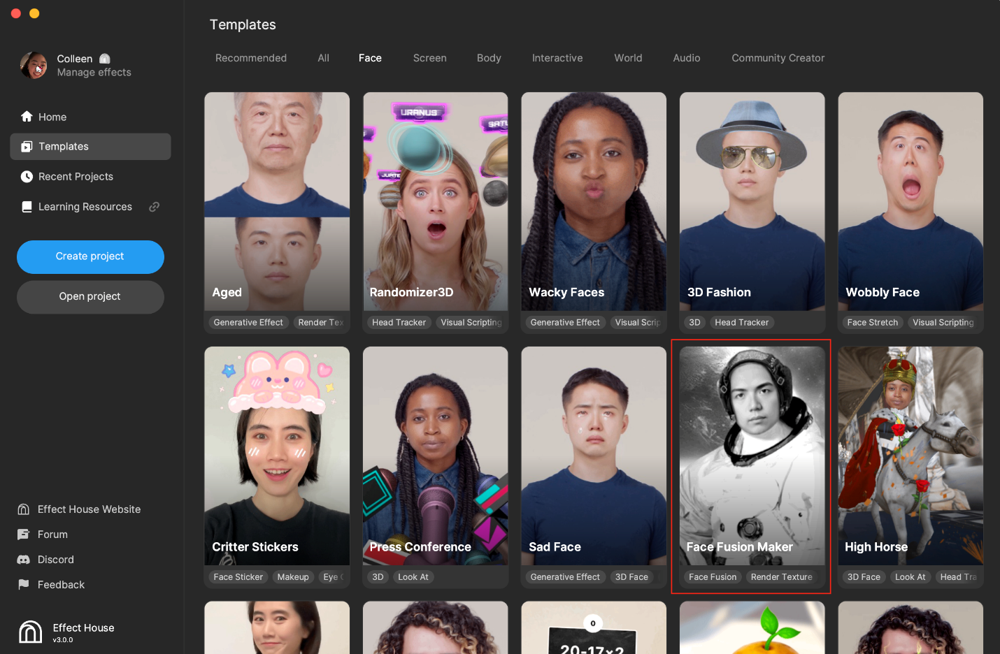 Templates
Colleen
Manage effects
Home
Templates
Recent Projects
Learning Resources
Create project
Open project
Effect House Website
Forum
Discord
Feedback
Effect House
v3.0.0
Recommended All Face Screen Body Interactive World Audio Community Creator
URANUS
Aged
Generative Effect Render Tex
Randomizer3D
Head Tracker Visual Scripting
Wacky Faces
Generative Effect Visual Scrip
3D Fashion
3D Head Tracker
Wobbly Face
Face Stretch Visual Scripting
Critter Stickers
Face Sticker Makeup Eye
Press Conference
3D Look At
Sad Face
Generative Effect 3D Face
Face Fusion Maker
Face Fusion Render Texture
High Horse
3D Face Look At Head Tra
0
20-17×2